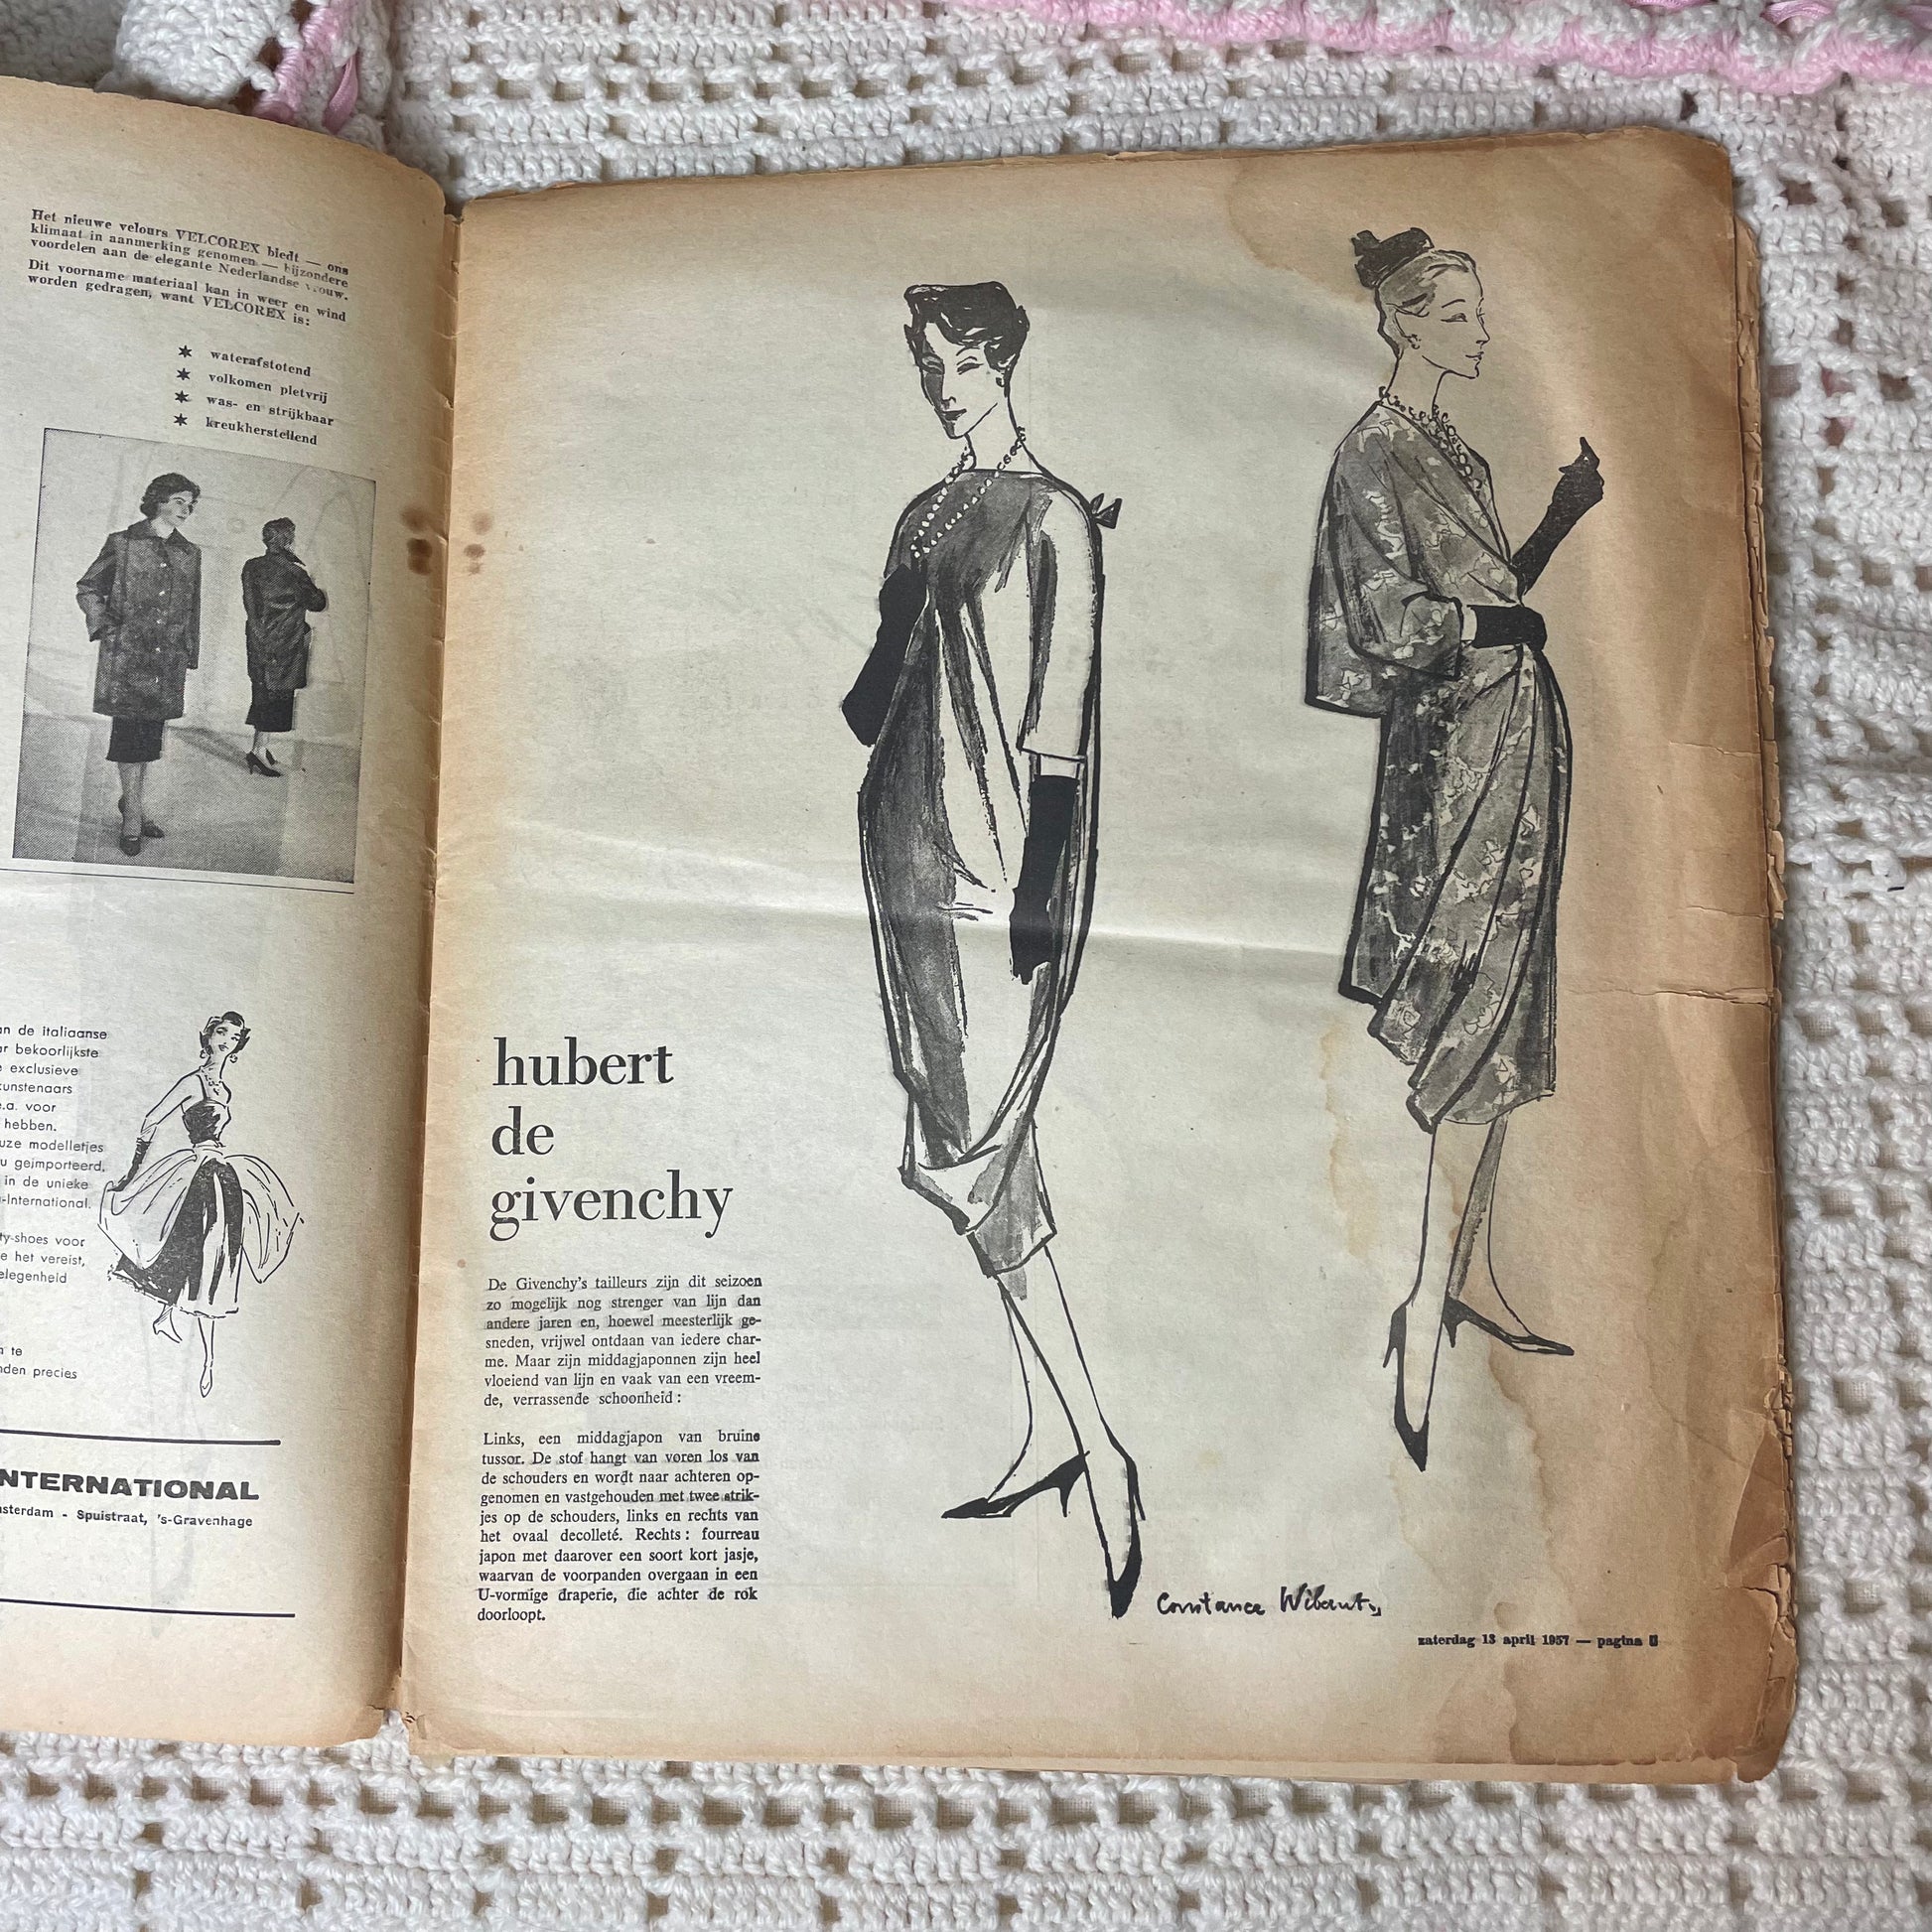 Het nieuwe velours VELCOREX biedt — ons
klimaat in aanmerking genomen — bijzondere
voordelen aan de elegante Nederlandse vrouw.
Dit voorname materiaal kan in weer en wind
worden gedragen, want VELCOREX is:
✶ waterafstotend
✶ volkomen pletvrij
✶ was- en strijkbaar
✶ kreukherstellend
de italiaanse
bekoorlijkste
exclusieve
kunstenaars
e.a. voor
hebben.
modelletjes
u geimporteerd,
in de unieke
-International.
ty-shoes voor
het vereist,
elegenheid
te
precies
NTERNATIONAL
sterdam - Spuistraat, 's-Gravenhage
hubert
de
givenchy
De Givenchy's tailleurs zijn dit seizoen
zo mogelijk nog strenger van lijn dan
andere jaren en, hoewel meesterlijk ge-
sneden, vrijwel ontdaan van iedere char-
me. Maar zijn middagjaponnen zijn heel
vloeiend van lijn en vaak van een vreem-
de, verrassende schoonheid :
Links, een middagjapon van bruine
tussor. De stof hangt van voren los van
de schouders en wordt naar achteren op-
genomen en vastgehouden met twee strik-
jes op de schouders, links en rechts van
het ovaal decolleté. Rechts : fourreau
japon met daarover een soort kort jasje,
waarvan de voorpanden overgaan in een
U-vormige draperie, die achter de rok
doorloopt.
Constance Wibaut
zaterdag 13 april 1957 — pagina